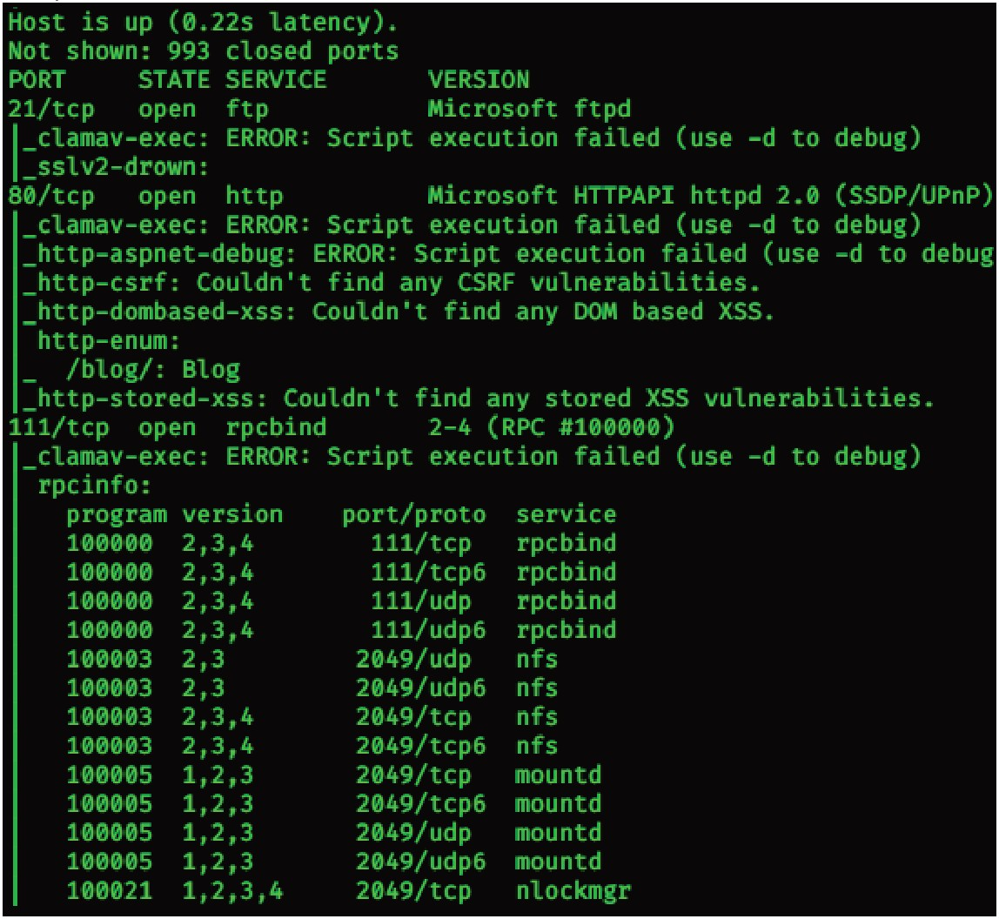 Host is up (0.22s latency).
Not shown: 993 closed ports
PORT     STATE SERVICE       VERSION
21/tcp   open  ftp           Microsoft ftpd
|_clamav-exec: ERROR: Script execution failed (use -d to debug)
|_sslv2-drown:
80/tcp   open  http          Microsoft HTTPAPI httpd 2.0 (SSDP/UPnP)
|_clamav-exec: ERROR: Script execution failed (use -d to debug)
|_http-aspnet-debug: ERROR: Script execution failed (use -d to debug
|_http-csrf: Couldn't find any CSRF vulnerabilities.
|_http-dombased-xss: Couldn't find any DOM based XSS.
| http-enum:
|_  /blog/: Blog
|_http-stored-xss: Couldn't find any stored XSS vulnerabilities.
111/tcp  open  rpcbind       2-4 (RPC #100000)
|_clamav-exec: ERROR: Script execution failed (use -d to debug)
| rpcinfo:
|   program version    port/proto  service
|   100000  2,3,4        111/tcp   rpcbind
|   100000  2,3,4        111/tcp6  rpcbind
|   100000  2,3,4        111/udp   rpcbind
|   100000  2,3,4        111/udp6  rpcbind
|   100003  2,3         2049/udp   nfs
|   100003  2,3         2049/udp6  nfs
|   100003  2,3,4       2049/tcp   nfs
|   100003  2,3,4       2049/tcp6  nfs
|   100005  1,2,3       2049/tcp   mountd
|   100005  1,2,3       2049/tcp6  mountd
|   100005  1,2,3       2049/udp   mountd
|   100005  1,2,3       2049/udp6  mountd
|   100021  1,2,3,4     2049/tcp   nlockmgr